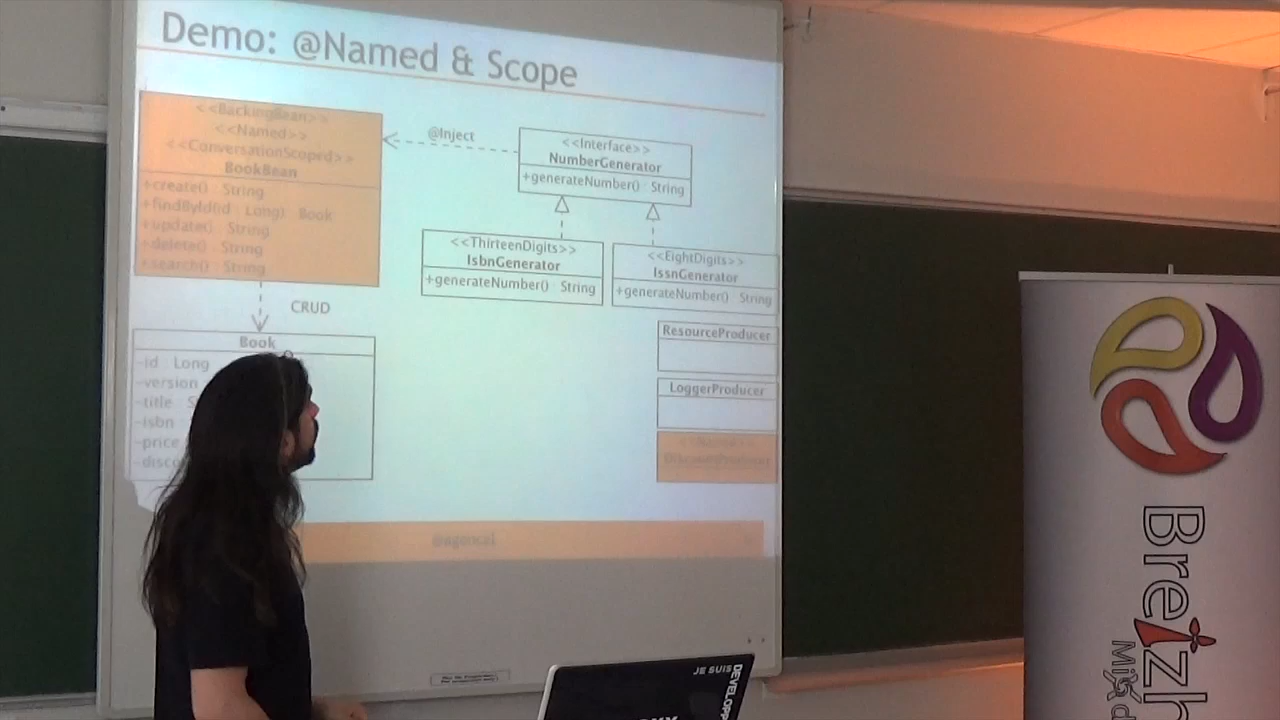 Demo: @Named & Scope
<<BackingBean>>
<<Named>>
<<ConversationScoped>>
BookBean
+create() String
+findById(id Long) Book
+update() String
+delete() String
+search() String
@Inject
<<Interface>>
NumberGenerator
+generateNumber() String
<<ThirteenDigits>>
IsbnGenerator
+generateNumber() String
<<EightDigits>>
IssnGenerator
+generateNumber() String
CRUD
Book
-id Long
-version
-title
-isbn
-price
-disco
ResourceProducer
LoggerProducer
@agoncal
JE SUIS
DEVELOPP
Breizh